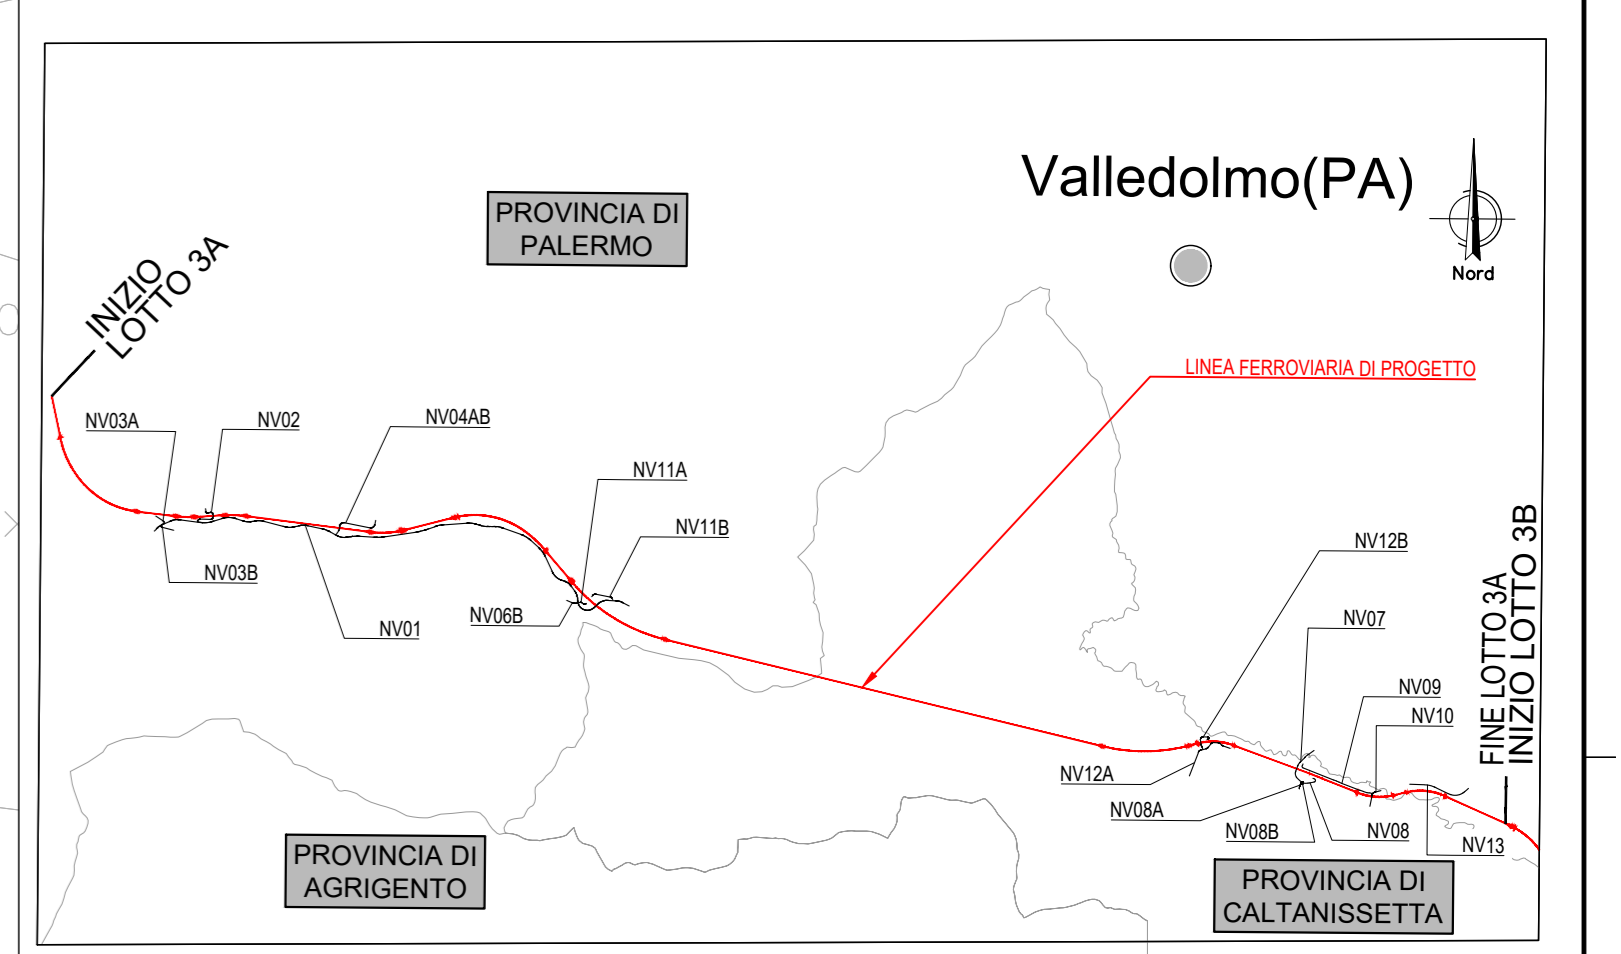 Valledolmo(PA)
PROVINCIA DI
PALERMO
Nord
INIZIO
LOTTO 3A
LINEA FERROVIARIA DI PROGETTO
NV03A
NV02
NV04AB
NV11A
NV11B
NV12B
NV03B
NV01
NV06B
NV07
NV09
NV10
FINE LOTTO 3A
INIZIO LOTTO 3B
NV12A
NV08A
NV08B
NV08
NV13
PROVINCIA DI
AGRIGENTO
PROVINCIA DI
CALTANISSETTA